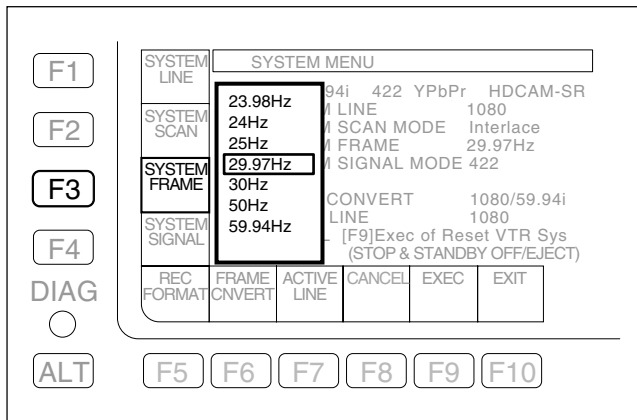 F1
F2
F3
F4
DIAG
ALT
SYSTEM
LINE
SYSTEM
SCAN
SYSTEM
FRAME
SYSTEM
SIGNAL
SYSTEM MENU
94i 422 YPbPr HDCAM-SR
LINE 1080
SCAN MODE Interlace
FRAME 29.97Hz
SIGNAL MODE 422
CONVERT 1080/59.94i
LINE 1080
[F9]Exec of Reset VTR Sys
(STOP & STANDBY OFF/EJECT)
23.98Hz
24Hz
25Hz
29.97Hz
30Hz
50Hz
59.94Hz
REC
FORMAT
FRAME
CNVERT
ACTIVE
LINE
CANCEL
EXEC
EXIT
F5
F6
F7
F8
F9
F10